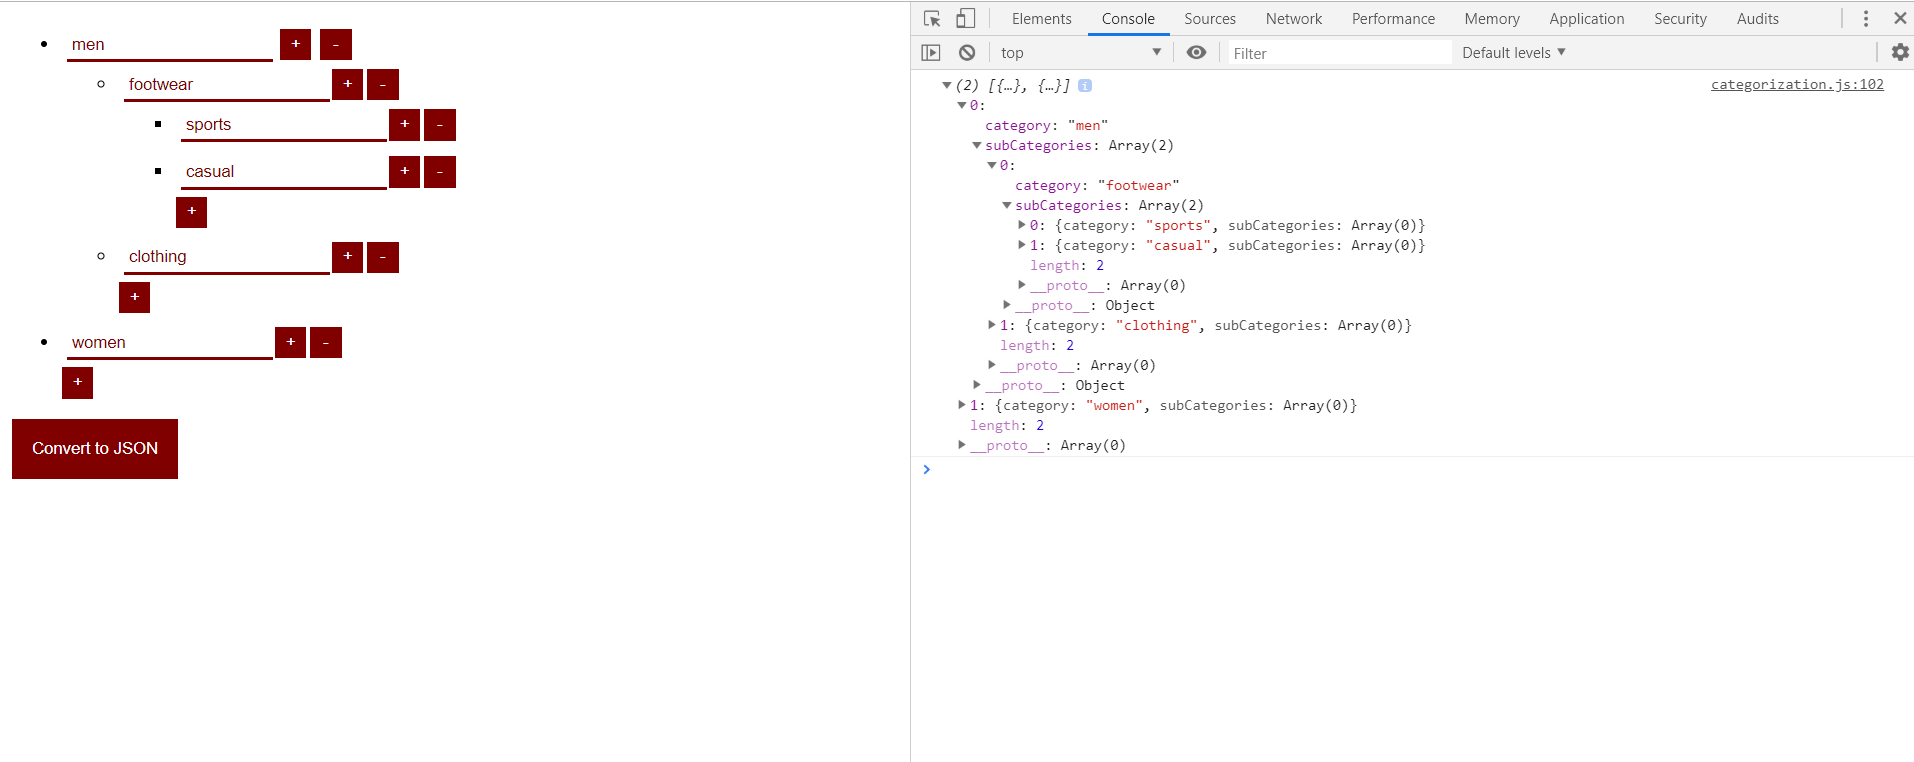 men + -
footwear + -
sports + -
casual + -
+
clothing + -
+
women + -
+
Convert to JSON
Elements Console Sources Network Performance Memory Application Security Audits
top Filter Default levels
(2) [{…}, {…}] i categorization.js:102
0:
category: "men"
subCategories: Array(2)
0:
category: "footwear"
subCategories: Array(2)
0: {category: "sports", subCategories: Array(0)}
1: {category: "casual", subCategories: Array(0)}
length: 2
__proto__: Array(0)
__proto__: Object
1: {category: "clothing", subCategories: Array(0)}
length: 2
__proto__: Array(0)
__proto__: Object
1: {category: "women", subCategories: Array(0)}
length: 2
__proto__: Array(0)